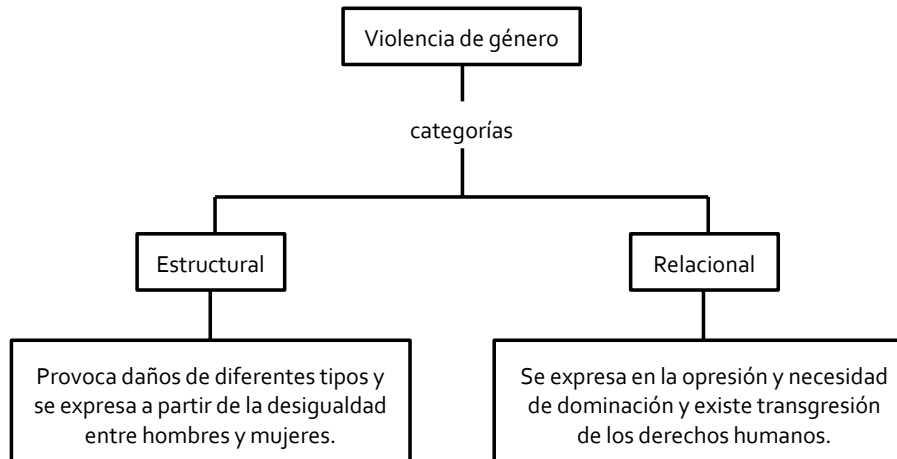 Violencia de género
categorías
Estructural
Relacional
Provoca daños de diferentes tipos y
se expresa a partir de la desigualdad
entre hombres y mujeres.
Se expresa en la opresión y necesidad
de dominación y existe transgresión
de los derechos humanos.